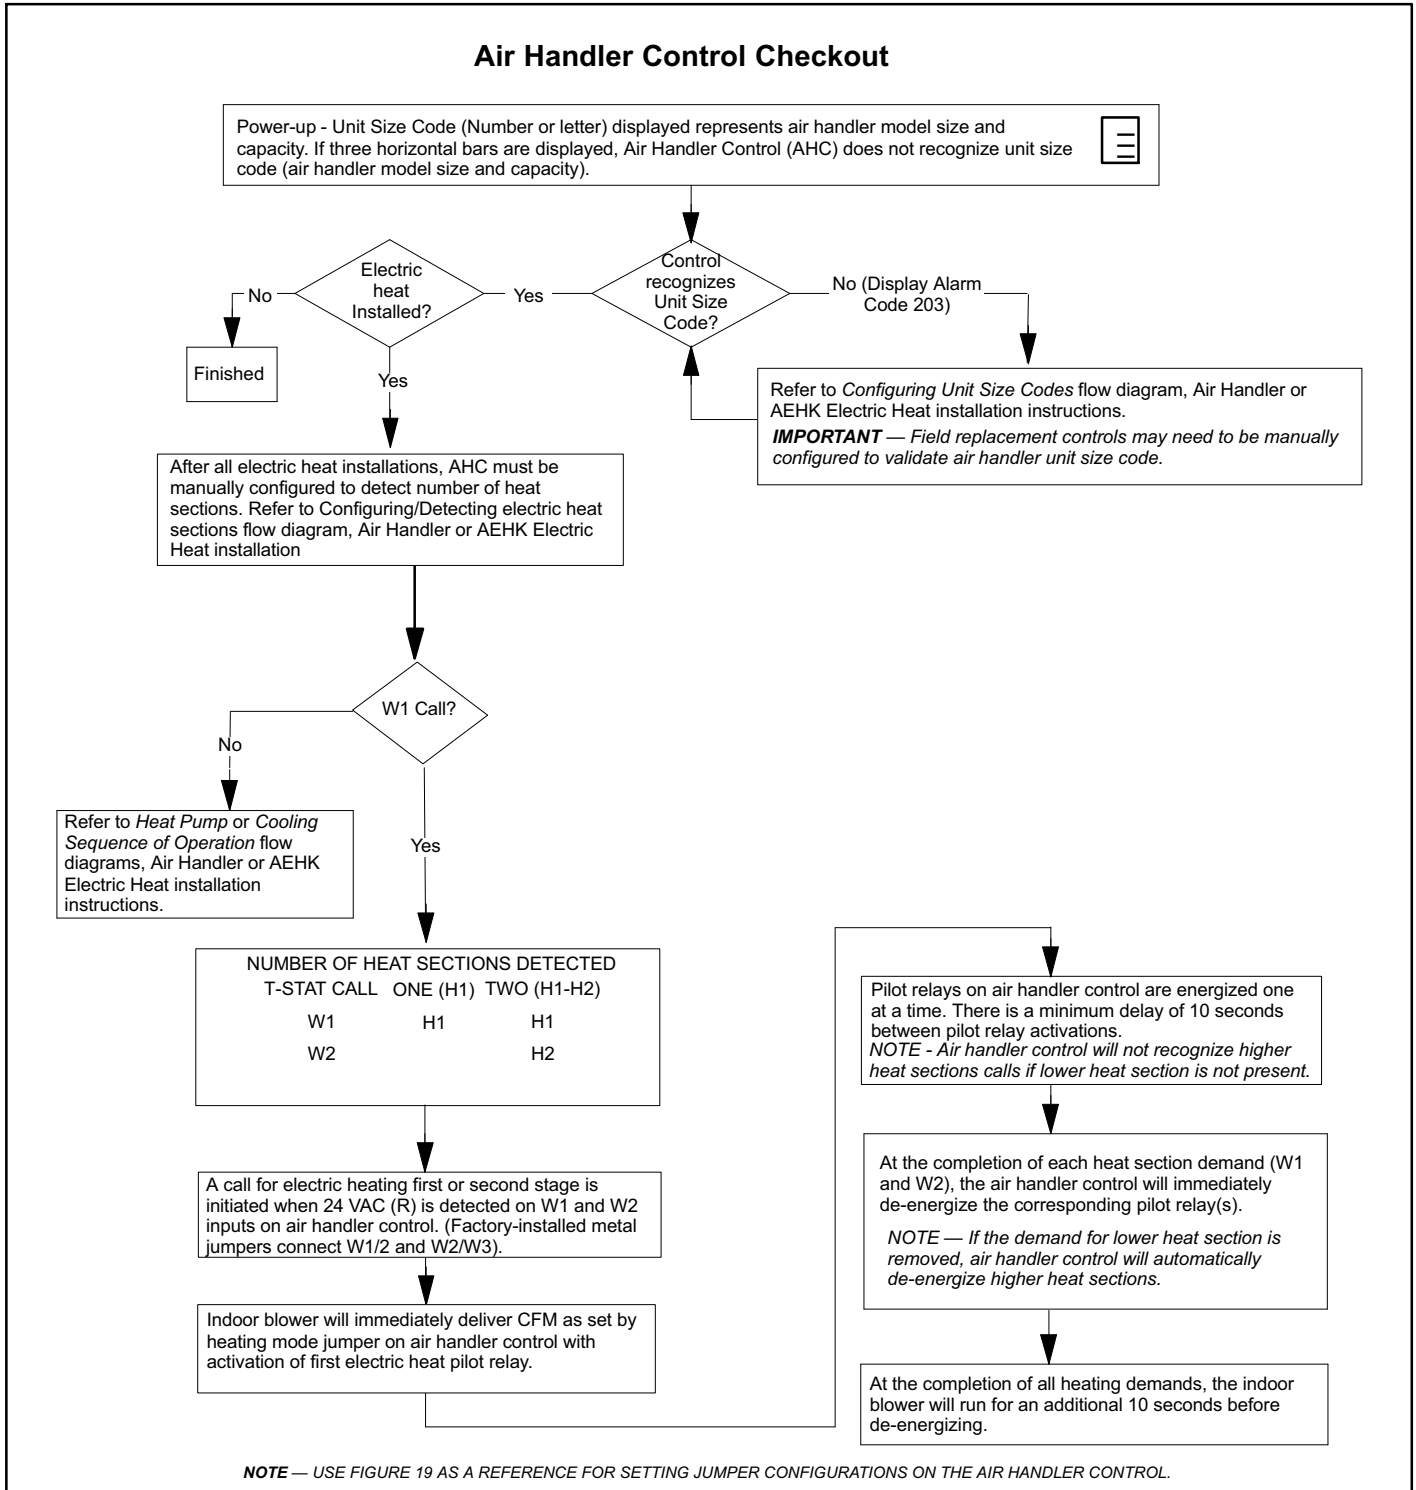 Air Handler Control Checkout
Power-up - Unit Size Code (Number or letter) displayed represents air handler model size and
capacity. If three horizontal bars are displayed, Air Handler Control (AHC) does not recognize unit size
code (air handler model size and capacity).
Control
recognizes
Unit Size
Code?
No (Display Alarm
Code 203)
Refer to Configuring Unit Size Codes flow diagram, Air Handler or
AEHK Electric Heat installation instructions.
IMPORTANT — Field replacement controls may need to be manually
configured to validate air handler unit size code.
Yes
Electric
heat
Installed?
No
Finished
Yes
After all electric heat installations, AHC must be
manually configured to detect number of heat
sections. Refer to Configuring/Detecting electric heat
sections flow diagram, Air Handler or AEHK Electric
Heat installation
W1 Call?
No
Refer to Heat Pump or Cooling
Sequence of Operation flow
diagrams, Air Handler or AEHK
Electric Heat installation
instructions.
Yes
NUMBER OF HEAT SECTIONS DETECTED
T-STAT CALL ONE (H1) TWO (H1-H2)
W1 H1 H1
W2 H2
A call for electric heating first or second stage is
initiated when 24 VAC (R) is detected on W1 and W2
inputs on air handler control. (Factory-installed metal
jumpers connect W1/2 and W2/W3).
Indoor blower will immediately deliver CFM as set by
heating mode jumper on air handler control with
activation of first electric heat pilot relay.
Pilot relays on air handler control are energized one
at a time. There is a minimum delay of 10 seconds
between pilot relay activations.
NOTE - Air handler control will not recognize higher
heat sections calls if lower heat section is not present.
At the completion of each heat section demand (W1
and W2), the air handler control will immediately
de-energize the corresponding pilot relay(s).
NOTE — If the demand for lower heat section is
removed, air handler control will automatically
de-energize higher heat sections.
At the completion of all heating demands, the indoor
blower will run for an additional 10 seconds before
de-energizing.
NOTE — USE FIGURE 19 AS A REFERENCE FOR SETTING JUMPER CONFIGURATIONS ON THE AIR HANDLER CONTROL.